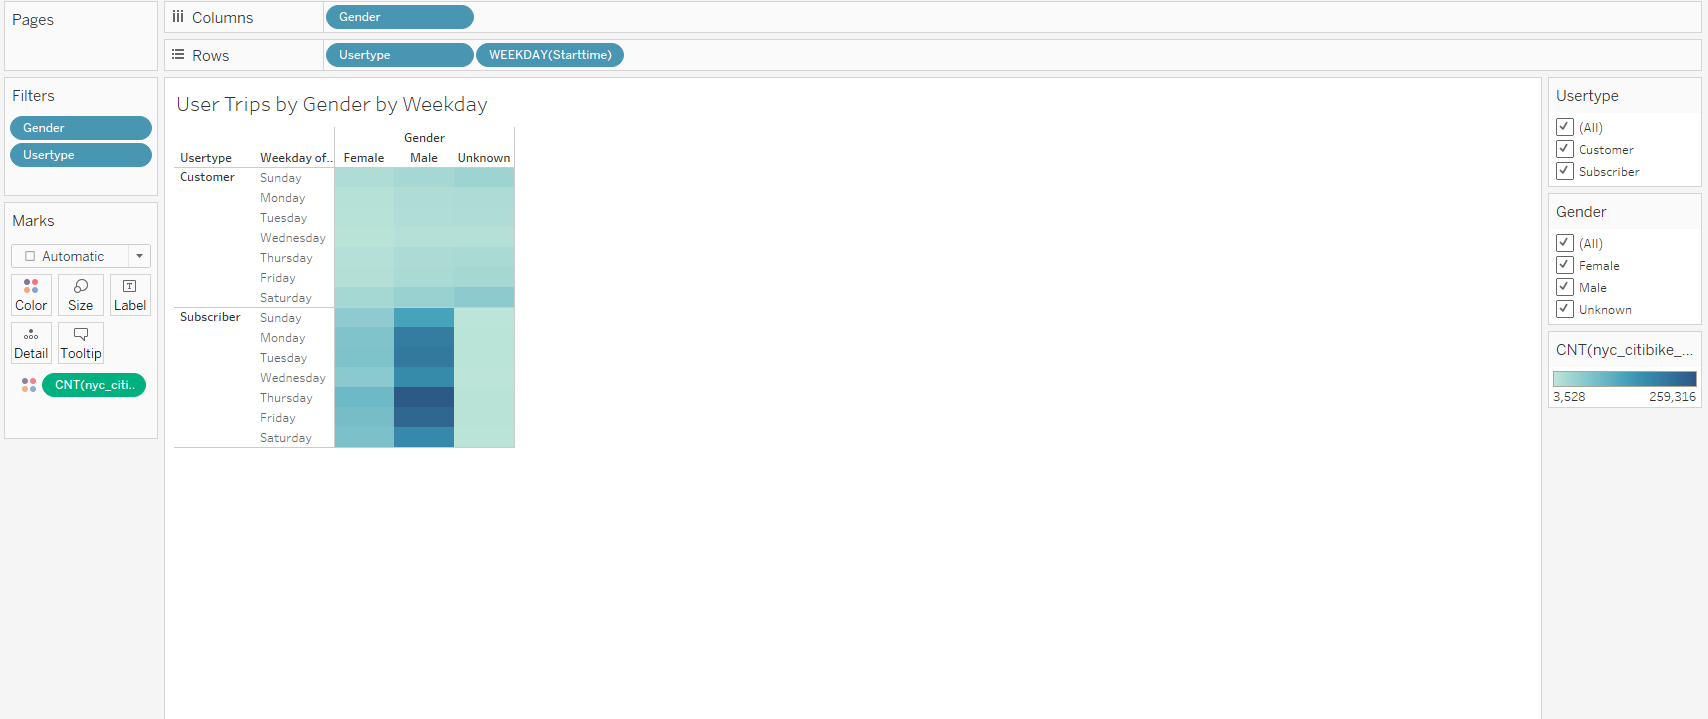 Pages
Columns
Gender
Rows
Usertype
WEEKDAY(Starttime)
Filters
Gender
Usertype
Marks
Automatic
Color
Size
Label
Detail
Tooltip
CNT(nyc_citi..
User Trips by Gender by Weekday
Gender
Usertype Weekday of.. Female Male Unknown
Customer Sunday
Monday
Tuesday
Wednesday
Thursday
Friday
Saturday
Subscriber Sunday
Monday
Tuesday
Wednesday
Thursday
Friday
Saturday
Usertype
(All)
Customer
Subscriber
Gender
(All)
Female
Male
Unknown
CNT(nyc_citibike_...
3,528 259,316